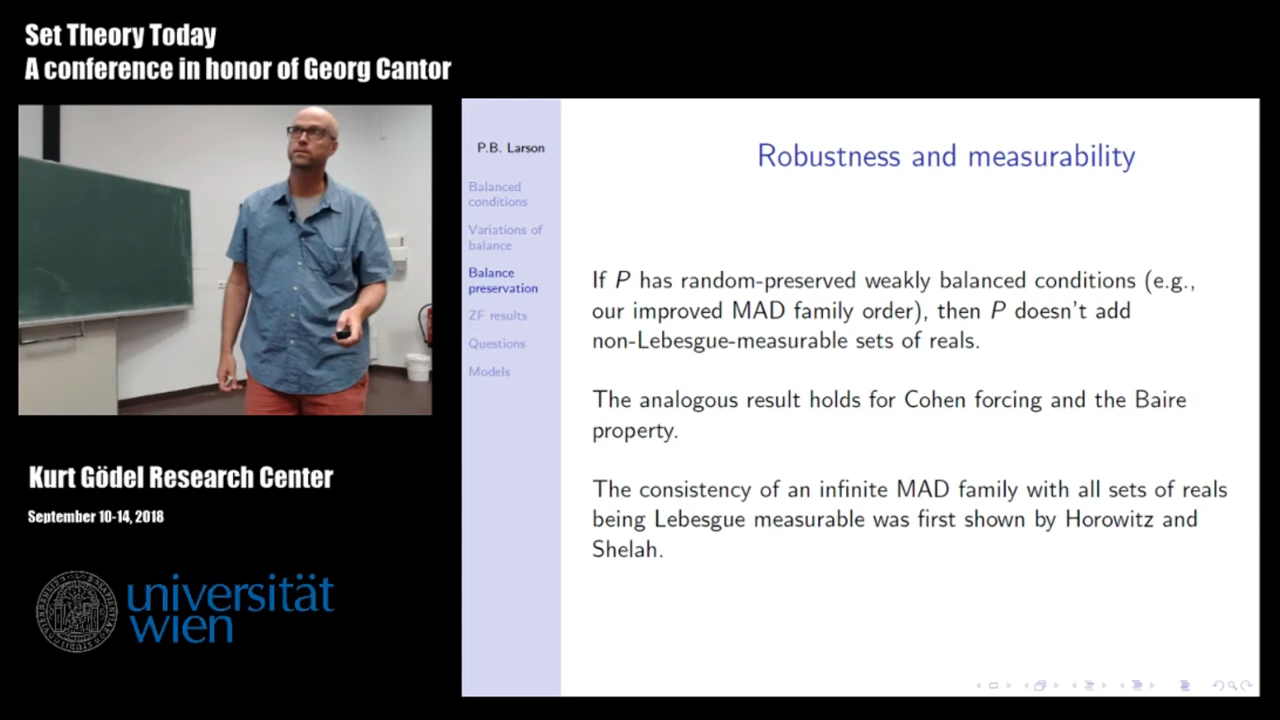 Set Theory Today
A conference in honor of Georg Cantor
P.B. Larson
Balanced
conditions
Variations of
balance
Balance
preservation
ZF results
Questions
Models
Robustness and measurability
If P has random-preserved weakly balanced conditions (e.g.,
our improved MAD family order), then P doesn't add
non-Lebesgue-measurable sets of reals.
The analogous result holds for Cohen forcing and the Baire
property.
The consistency of an infinite MAD family with all sets of reals
being Lebesgue measurable was first shown by Horowitz and
Shelah.
Kurt Gödel Research Center
September 10-14, 2018
universität
wien